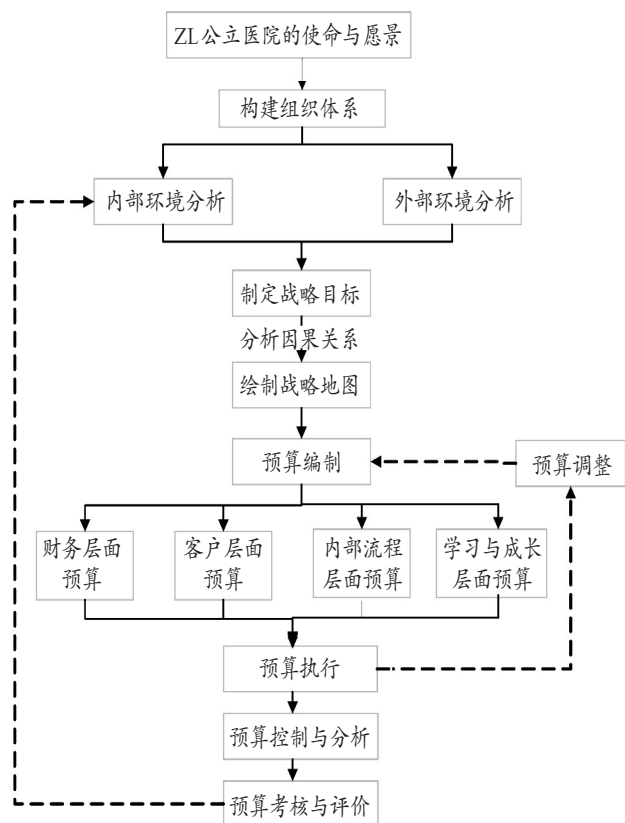 ZL公立医院的使命与愿景
构建组织体系
内部环境分析
外部环境分析
制定战略目标
分析因果关系
绘制战略地图
预算编制
预算调整
财务层面
预算
客户层面
预算
内部流程
层面预算
学习与成长
层面预算
预算执行
预算控制与分析
预算考核与评价